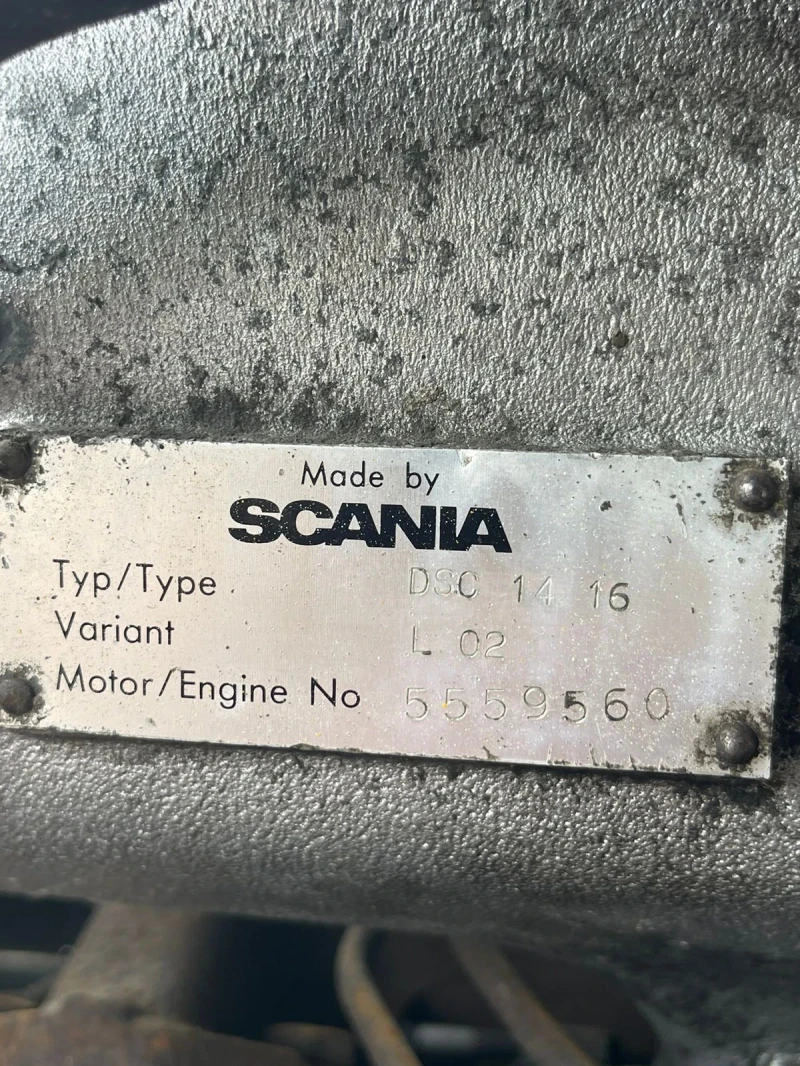 Made by
SCANIA
Typ/Type DSC 14 16
Variant L 02
Motor/Engine No 5559560